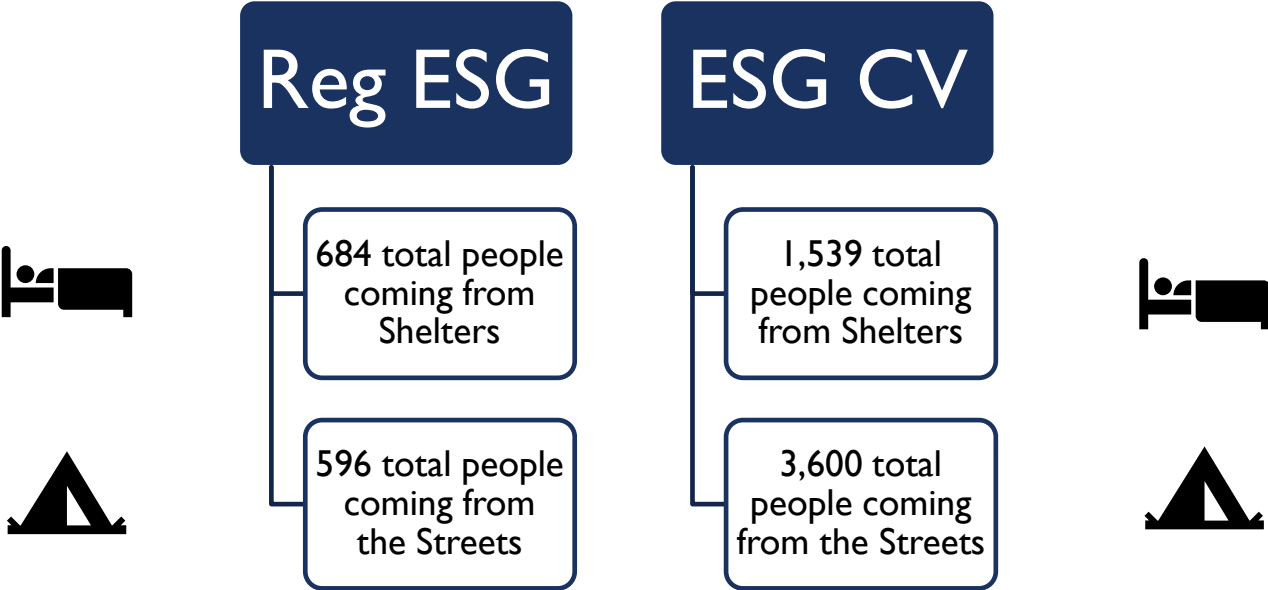 Reg ESG
684 total people
coming from
Shelters
596 total people
coming from
the Streets
ESG CV
1,539 total
people coming
from Shelters
3,600 total
people coming
from the Streets